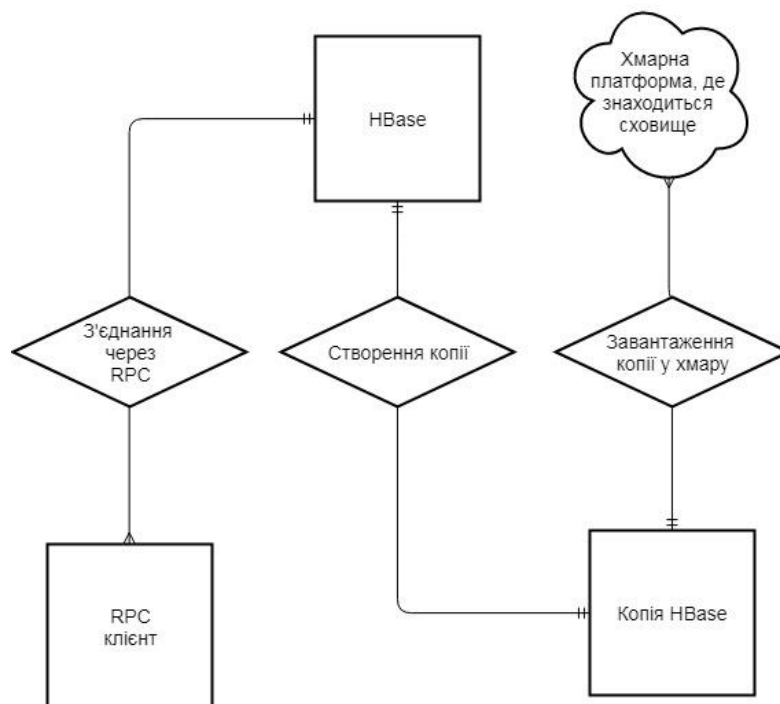 HBase
Хмарна
платформа, де
знаходиться
сховище
З'єднання
через
RPC
Створення копії
Завантаження
копії у хмару
RPC
клієнт
Копія HBase